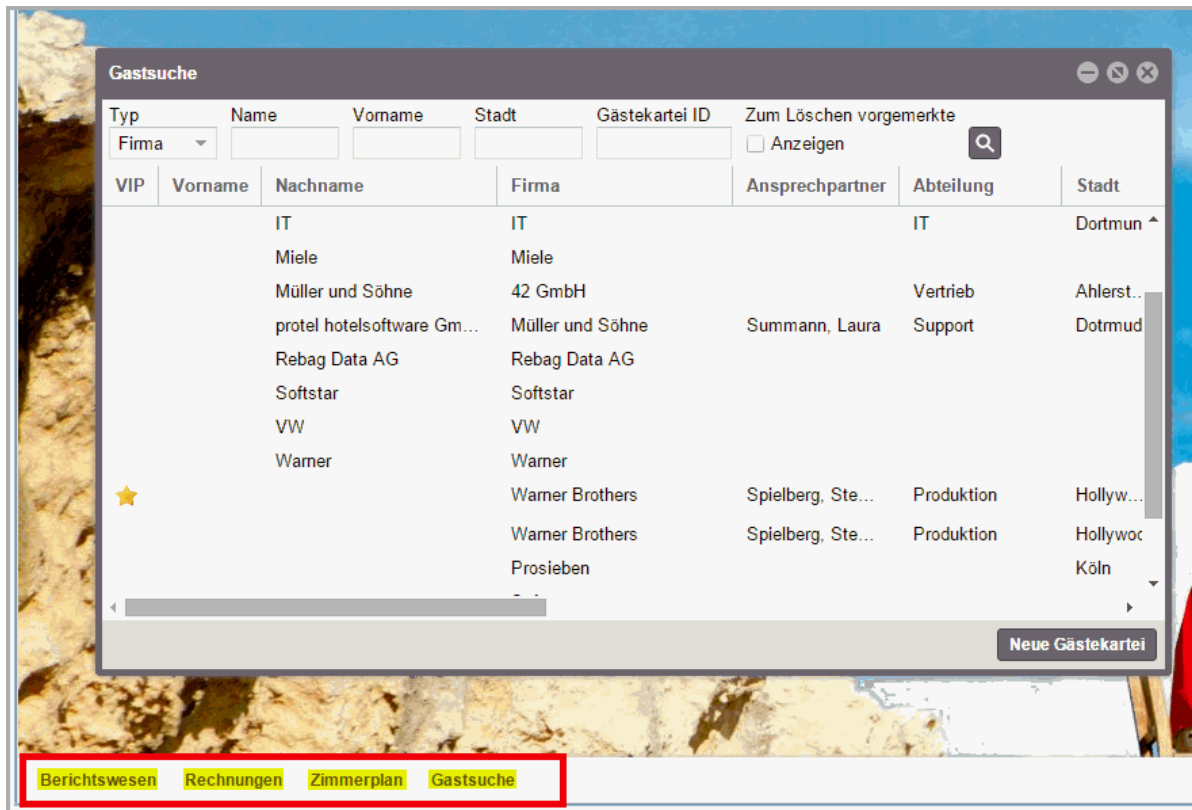 Gastsuche
Typ Name Vorname Stadt Gästekartei ID Zum Löschen vorgemerkte
Firma Anzeigen
VIP Vorname Nachname Firma Ansprechpartner Abteilung Stadt
IT IT IT Dortmun
Miele Miele
Müller und Söhne 42 GmbH Vertrieb Ahlerst...
protel hotelsoftware Gm... Müller und Söhne Summann, Laura Support Dotrmud
Rebag Data AG Rebag Data AG
Softstar Softstar
VW VW
Warner Warner
Warner Brothers Spielberg, Ste... Produktion Hollyw...
Warner Brothers Spielberg, Ste... Produktion Hollywoo
Prosieben Köln
Neue Gästekartei
Berichtswesen Rechnungen Zimmerplan Gastsuche